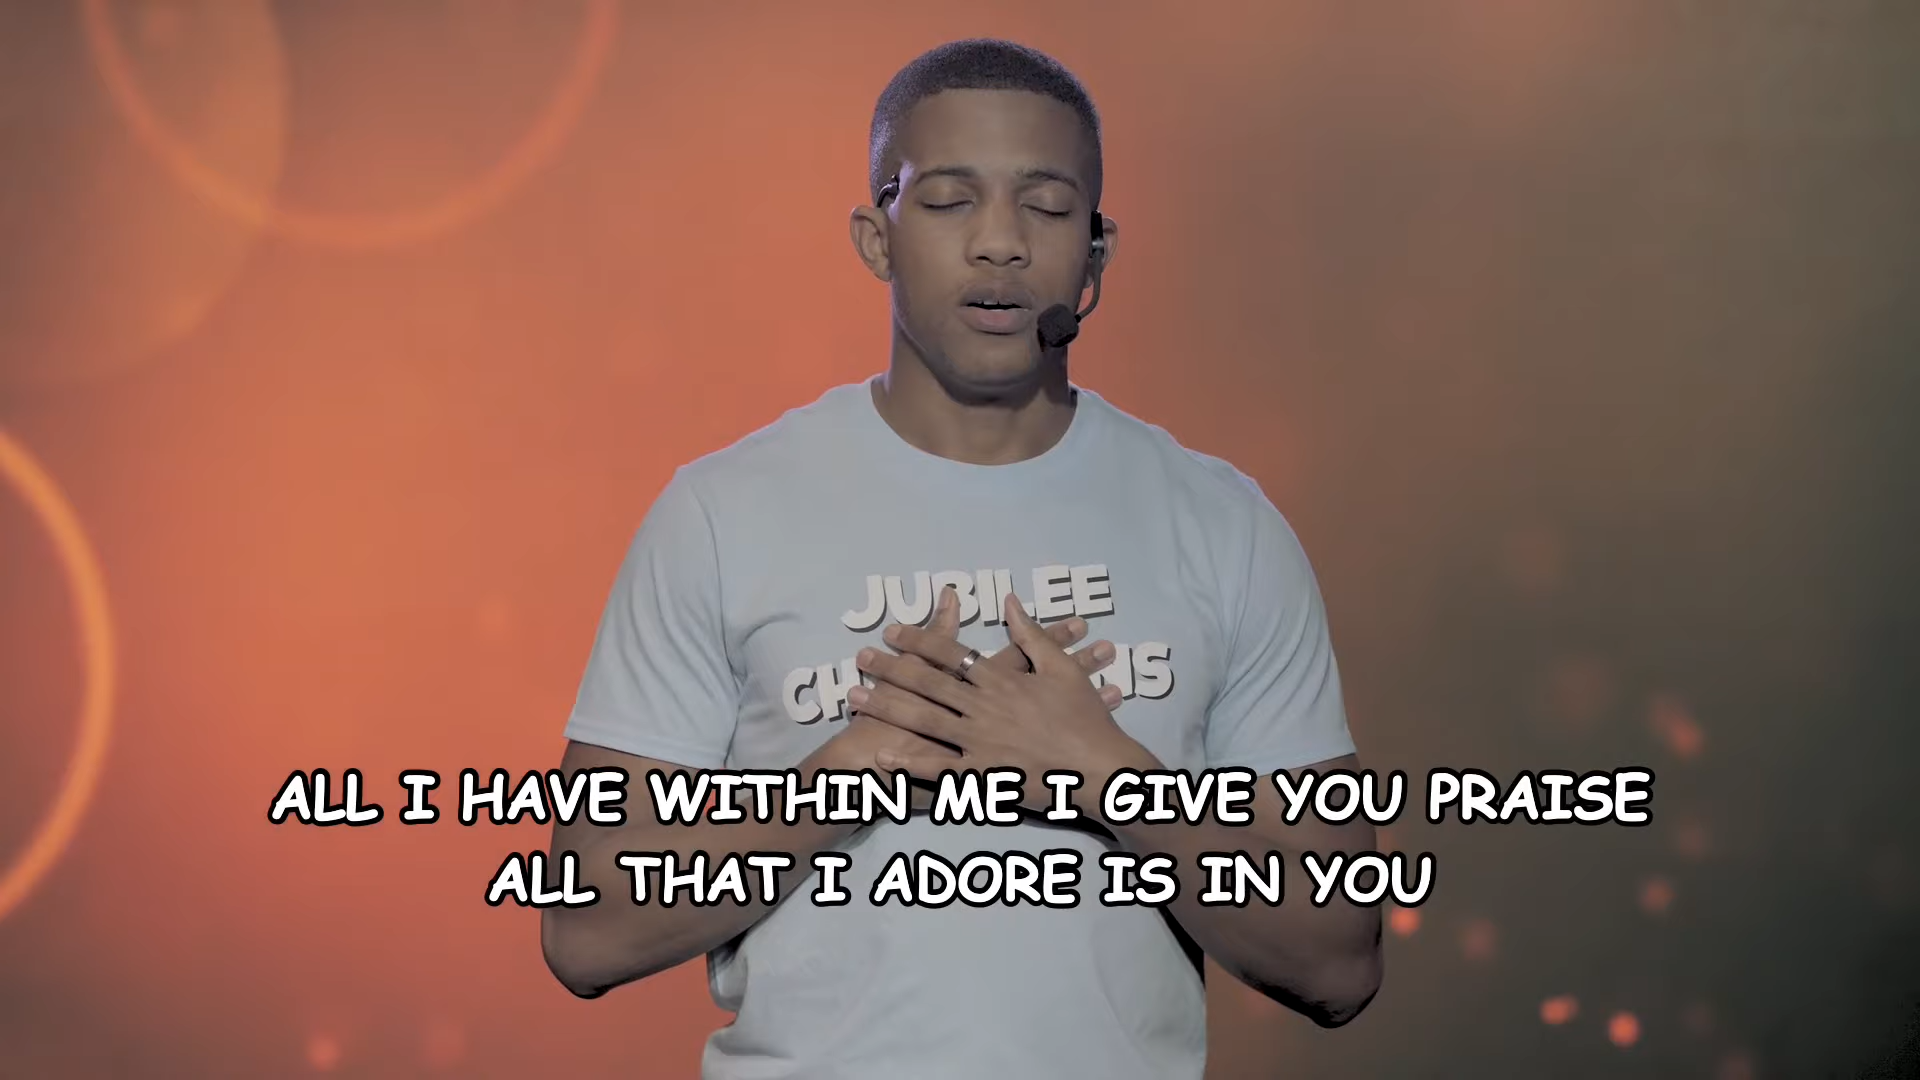 JUBILEE
ALL I HAVE WITHIN ME I GIVE YOU PRAISE
ALL THAT I ADORE IS IN YOU